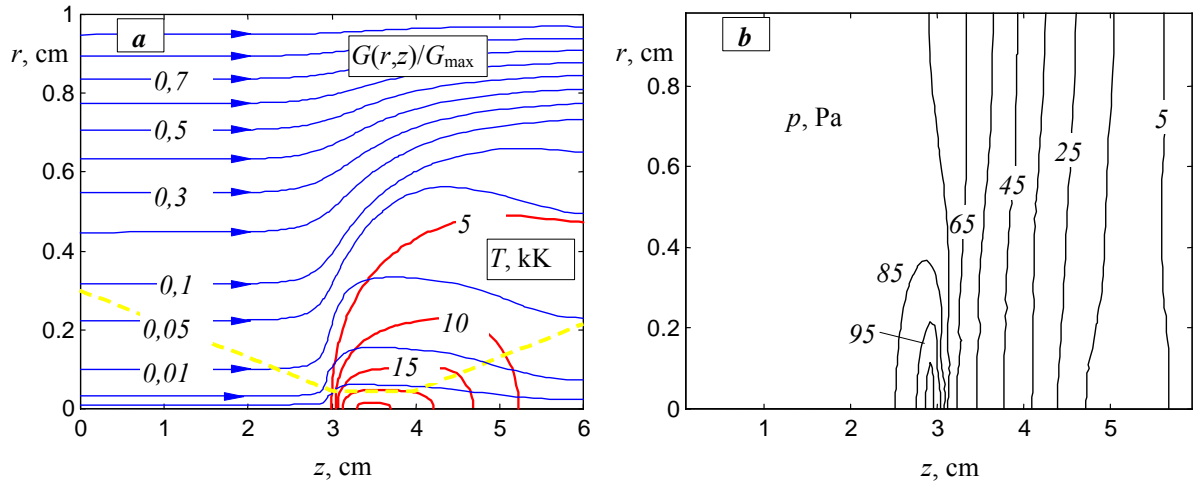 a
r, cm
G(r,z)/Gmax
1
0.8
0.6
0.4
0.2
0
0,7
0,5
0,3
0,1
0,05
0,01
5
T, kK
10
15
0 1 2 3 4 5 6
z, cm
b
r, cm
p, Pa
0.8
0.6
0.4
0.2
0
85
95
65
45
25
5
1 2 3 4 5
z, cm